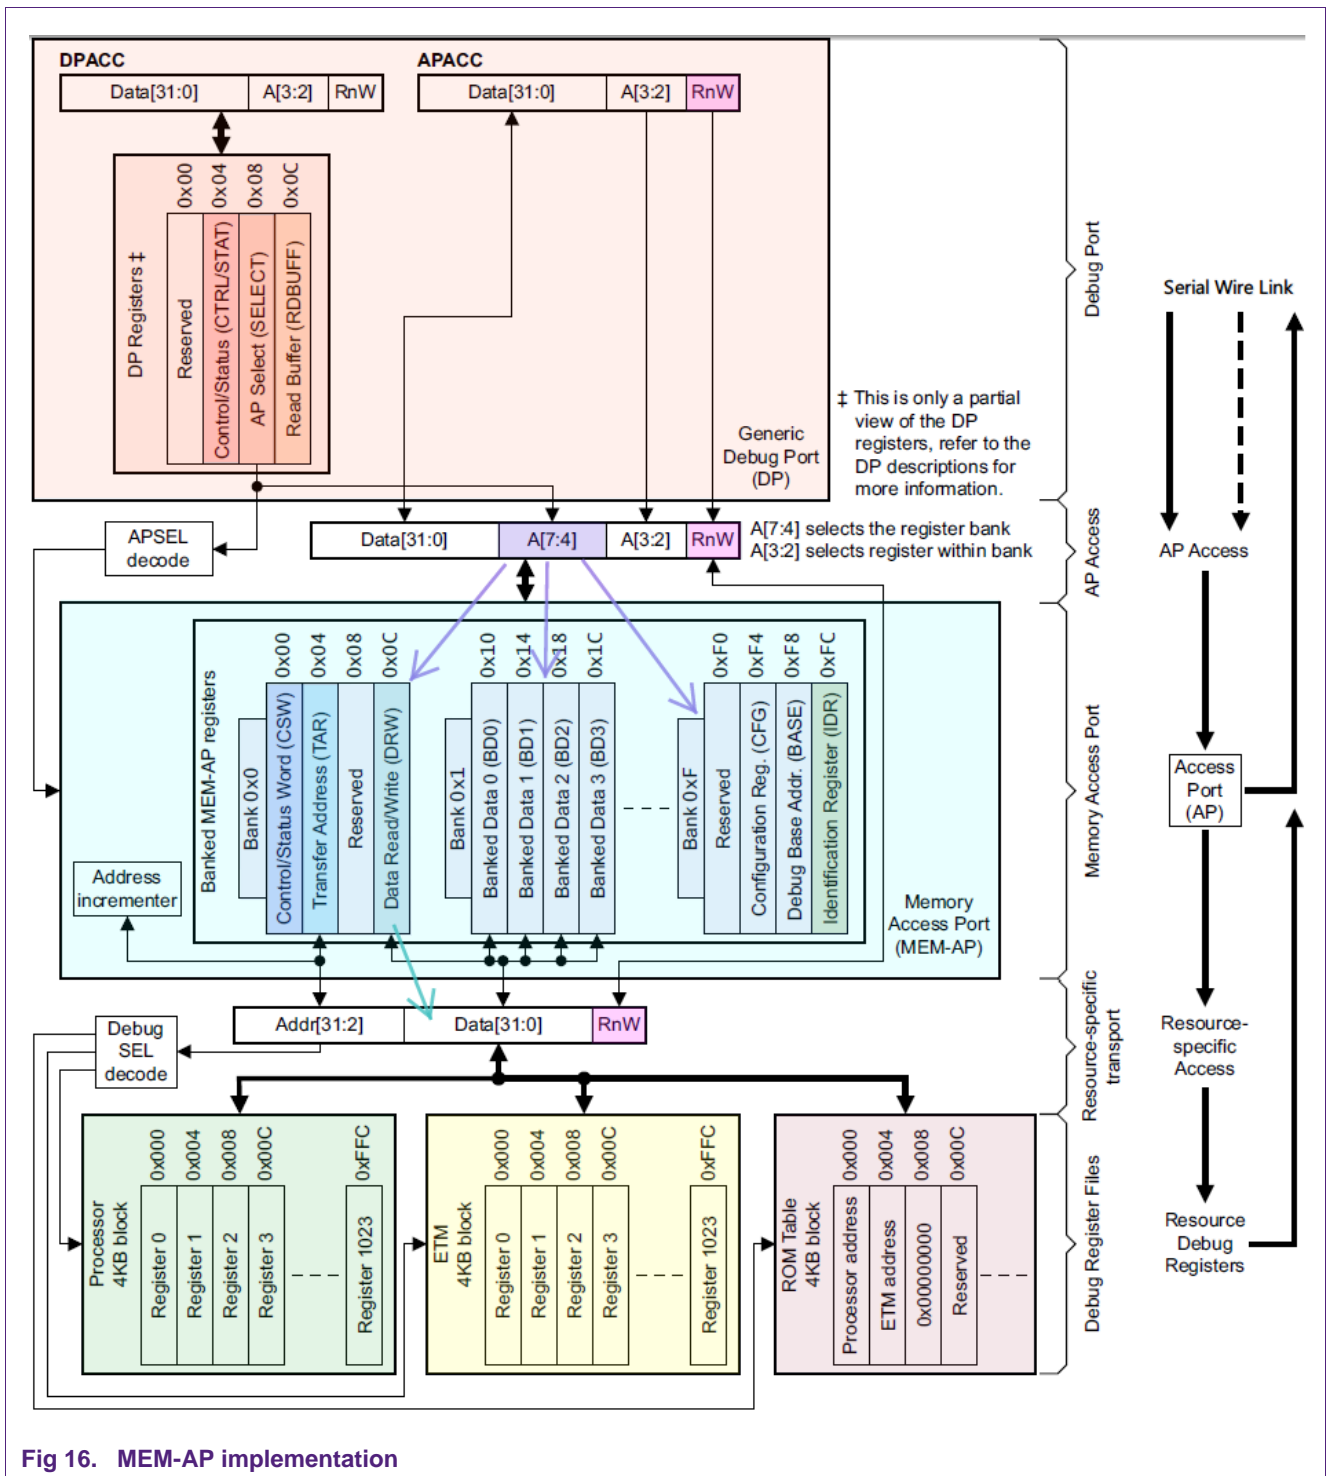 DPACC
Data[31:0] A[3:2] RnW
APACC
Data[31:0] A[3:2] RnW
DP Registers ‡
0x00
0x04
0x08
0x0C
Reserved
Control/Status (CTRL/STAT)
AP Select (SELECT)
Read Buffer (RDBUFF)
Generic
Debug Port
(DP)
‡ This is only a partial
view of the DP
registers, refer to the
DP descriptions for
more information.
Debug Port
Serial Wire Link
APSEL
decode
Data[31:0] A[7:4] A[3:2] RnW
A[7:4] selects the register bank
A[3:2] selects register within bank
AP Access
AP Access
Banked MEM-AP registers
Bank 0x0
0x00
0x04
0x08
0x0C
Control/Status Word (CSW)
Transfer Address (TAR)
Reserved
Data Read/Write (DRW)
Bank 0x1
0x10
0x14
0x18
0x1C
Banked Data 0 (BD0)
Banked Data 1 (BD1)
Banked Data 2 (BD2)
Banked Data 3 (BD3)
Bank 0xF
0xF0
0xF4
0xF8
0xFC
Reserved
Configuration Reg. (CFG)
Debug Base Addr. (BASE)
Identification Register (IDR)
Address
incrementer
Memory
Access Port
(MEM-AP)
Memory Access Port
Access
Port
(AP)
Addr[31:2] Data[31:0] RnW
Debug
SEL
decode
Resource-specific
transport
Resource-
specific
Access
Processor
4KB block
0x000
0x004
0x008
0x00C
0xFFC
Register 0
Register 1
Register 2
Register 3
Register 1023
ETM
4KB block
0x000
0x004
0x008
0x00C
0xFFC
Register 0
Register 1
Register 2
Register 3
Register 1023
ROM Table
4KB block
0x000
0x004
0x008
0x00C
Processor address
ETM address
0x00000000
Reserved
Debug Register Files
Resource
Debug
Registers
Fig 16. MEM-AP implementation